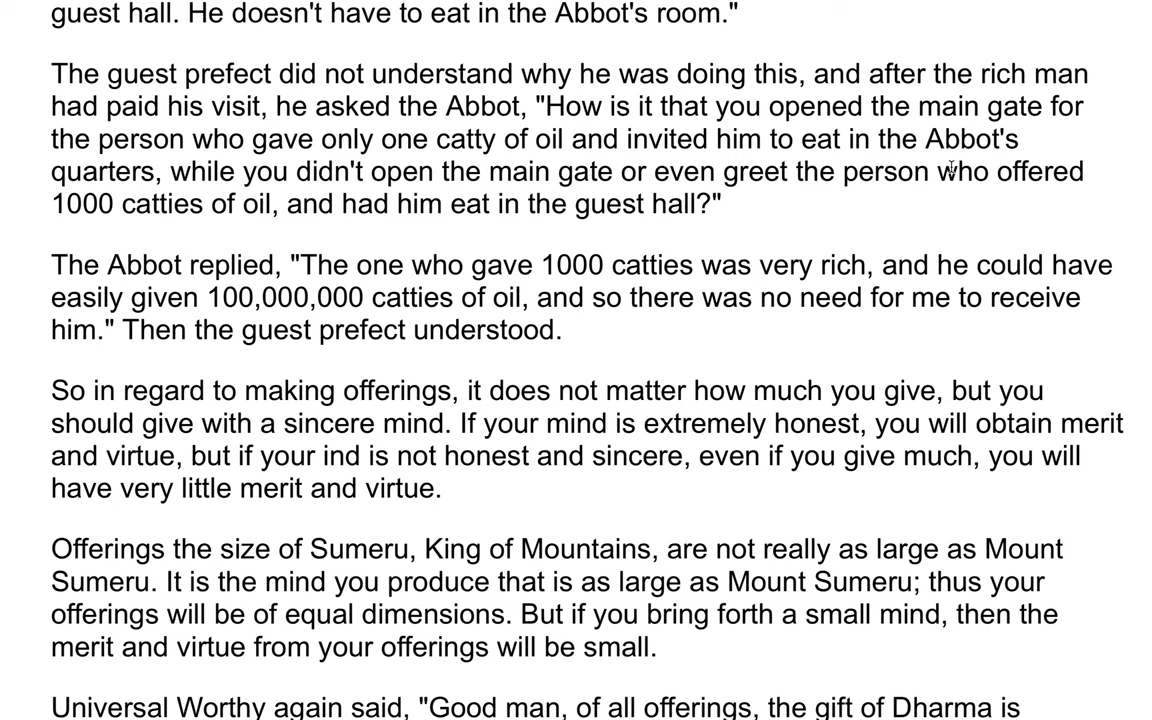 guest hall. He doesn't have to eat in the Abbot's room."
The guest prefect did not understand why he was doing this, and after the rich man
had paid his visit, he asked the Abbot, "How is it that you opened the main gate for
the person who gave only one catty of oil and invited him to eat in the Abbot's
quarters, while you didn't open the main gate or even greet the person who offered
1000 catties of oil, and had him eat in the guest hall?"
The Abbot replied, "The one who gave 1000 catties was very rich, and he could have
easily given 100,000,000 catties of oil, and so there was no need for me to receive
him." Then the guest prefect understood.
So in regard to making offerings, it does not matter how much you give, but you
should give with a sincere mind. If your mind is extremely honest, you will obtain merit
and virtue, but if your ind is not honest and sincere, even if you give much, you will
have very little merit and virtue.
Offerings the size of Sumeru, King of Mountains, are not really as large as Mount
Sumeru. It is the mind you produce that is as large as Mount Sumeru; thus your
offerings will be of equal dimensions. But if you bring forth a small mind, then the
merit and virtue from your offerings will be small.
Universal Worthy again said, "Good man, of all offerings, the gift of Dharma is